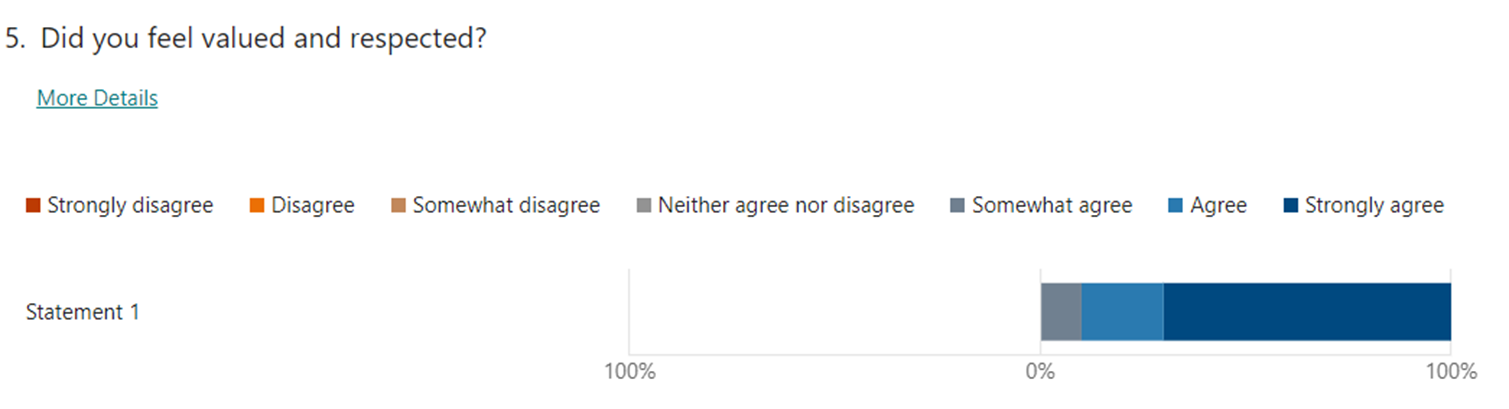 5. Did you feel valued and respected?
More Details
Strongly disagree Disagree Somewhat disagree Neither agree nor disagree Somewhat agree Agree Strongly agree
Statement 1
100% 0% 100%